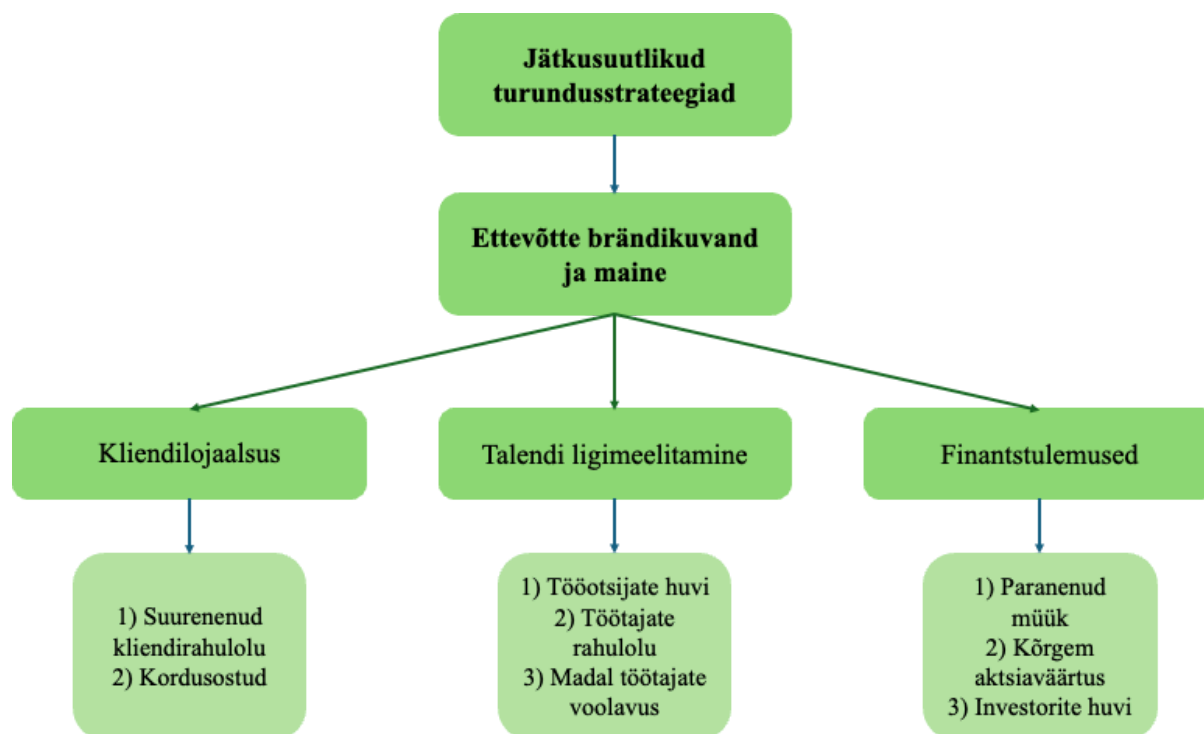 Jätkusuutlikud
turundusstrateegiad
Ettevõtte brändikuvand
ja maine
Kliendilojaalsus
Talendi ligimeelitamine
Finantstulemused
1) Suurenenud
kliendirahulolu
2) Kordusostud
1) Tööotsijate huvi
2) Töötajate
rahulolu
3) Madal töötajate
voolavus
1) Paranenud
müük
2) Kõrgem
aktsiaväärtus
3) Investorite huvi